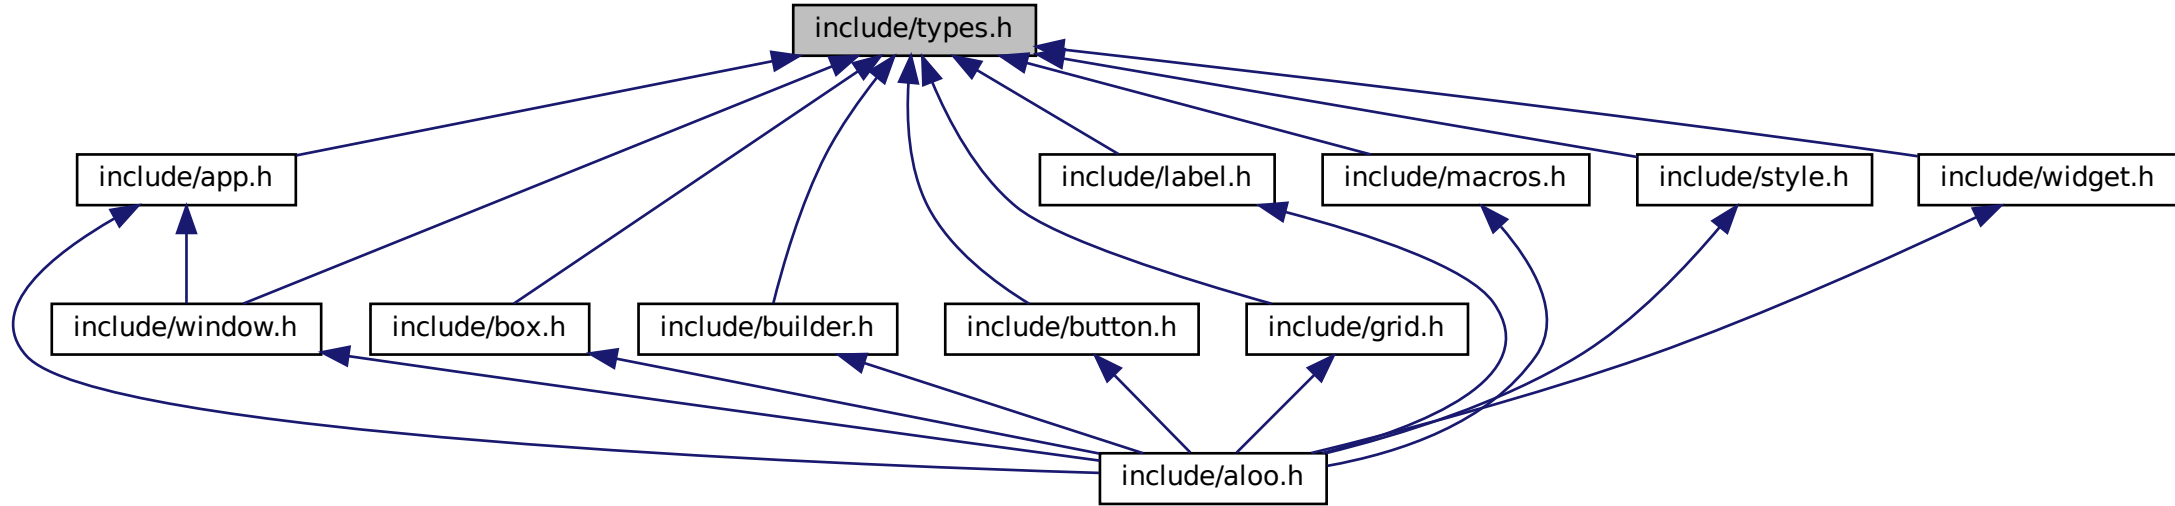 include/types.h
include/app.h
include/label.h
include/macros.h
include/style.h
include/widget.h
include/window.h
include/box.h
include/builder.h
include/button.h
include/grid.h
include/aloo.h